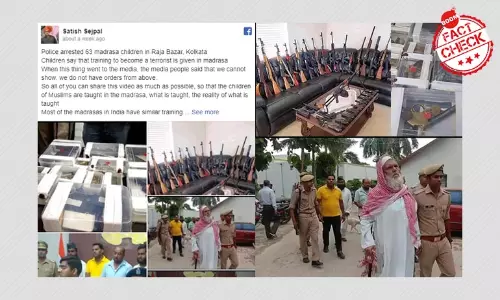 Satish Sejpal
about a week ago
Police arrested 63 madrasa children in Raja Bazar, Kolkata
Children say that training to become a terrorist is given in madrasa
When this thing went to the media, the media people said that we cannot
show. we do not have orders from above.
So all of you can share this video as much as possible, so that the children
of Muslims are taught in the madrasa, what is taught, the reality of what is
taught
Most of the madrasas in India have similar training ... See more
BOOM
FACT
CHECK